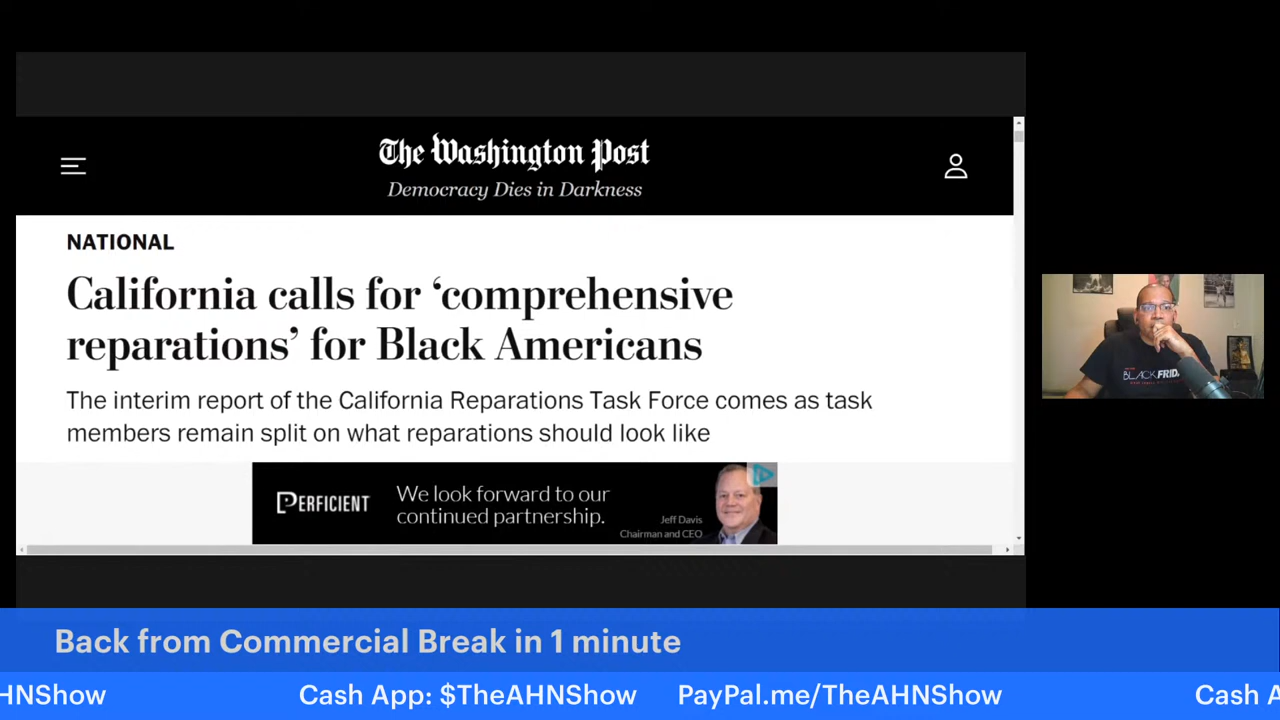 The Washington Post
Democracy Dies in Darkness
NATIONAL
California calls for ‘comprehensive
reparations’ for Black Americans
The interim report of the California Reparations Task Force comes as task
members remain split on what reparations should look like
PERFICIENT
We look forward to our
continued partnership.
Jeff Davis
Chairman and CEO
BLACK FRID
Back from Commercial Break in 1 minute
HNShow Cash App: $TheAHNShow PayPal.me/TheAHNShow Cash A